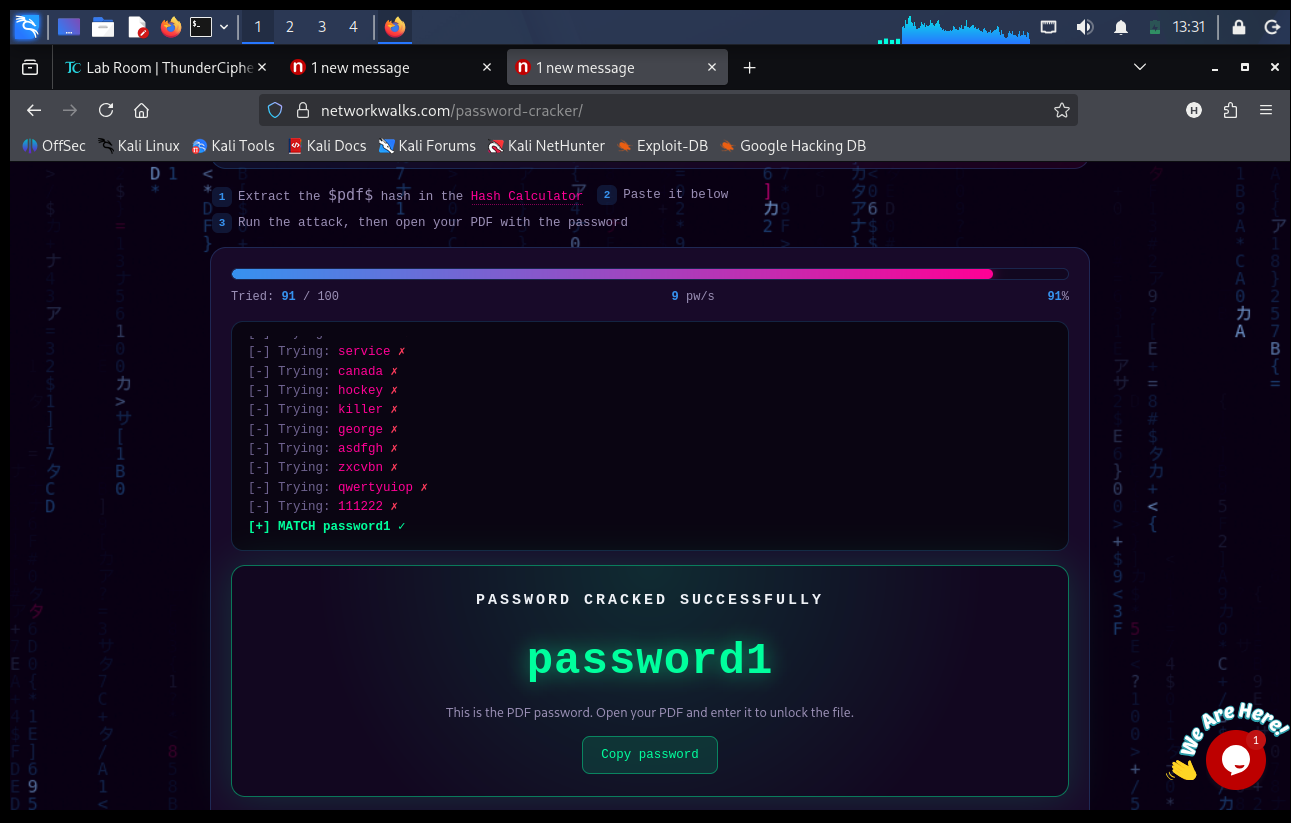 1 2 3 4 13:31
Lab Room | ThunderCiphe 1 new message 1 new message
networkwalks.com/password-cracker/
OffSec Kali Linux Kali Tools Kali Docs Kali Forums Kali NetHunter Exploit-DB Google Hacking DB
1 Extract the $pdf$ hash in the Hash Calculator 2 Paste it below
3 Run the attack, then open your PDF with the password
Tried: 91 / 100 9 pw/s 91%
[-] Trying: service ✗
[-] Trying: canada ✗
[-] Trying: hockey ✗
[-] Trying: killer ✗
[-] Trying: george ✗
[-] Trying: asdfgh ✗
[-] Trying: zxcvbn ✗
[-] Trying: qwertyuiop ✗
[-] Trying: 111222 ✗
[+] MATCH password1 ✓
PASSWORD CRACKED SUCCESSFULLY
password1
This is the PDF password. Open your PDF and enter it to unlock the file.
Copy password
We Are Here!
1